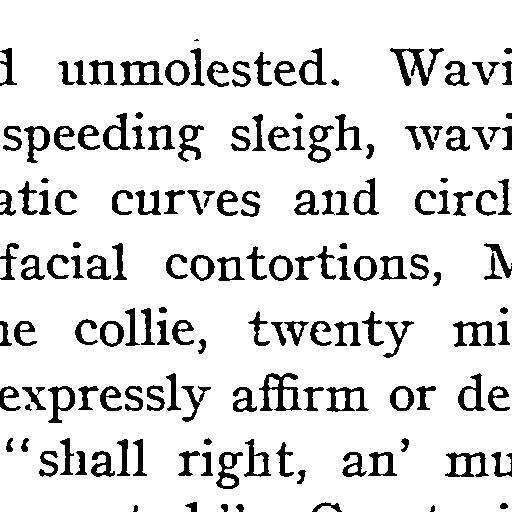 d unmolested. Wavi
speeding sleigh, wavi
atic curves and circl
facial contortions, M
ne collie, twenty mi
expressly affirm or de
“shall right, an’ mu